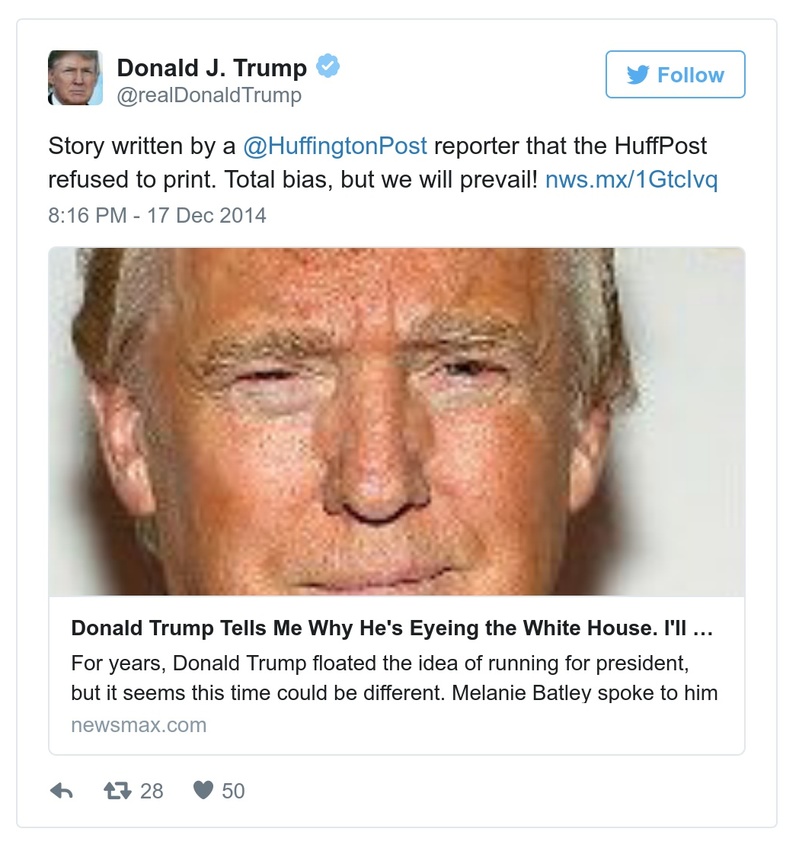 Donald J. Trump
@realDonaldTrump
Follow
Story written by a @HuffingtonPost reporter that the HuffPost
refused to print. Total bias, but we will prevail! nws.mx/1GtcIvq
8:16 PM - 17 Dec 2014
Donald Trump Tells Me Why He's Eyeing the White House. I'll ...
For years, Donald Trump floated the idea of running for president,
but it seems this time could be different. Melanie Batley spoke to him
newsmax.com
28
50